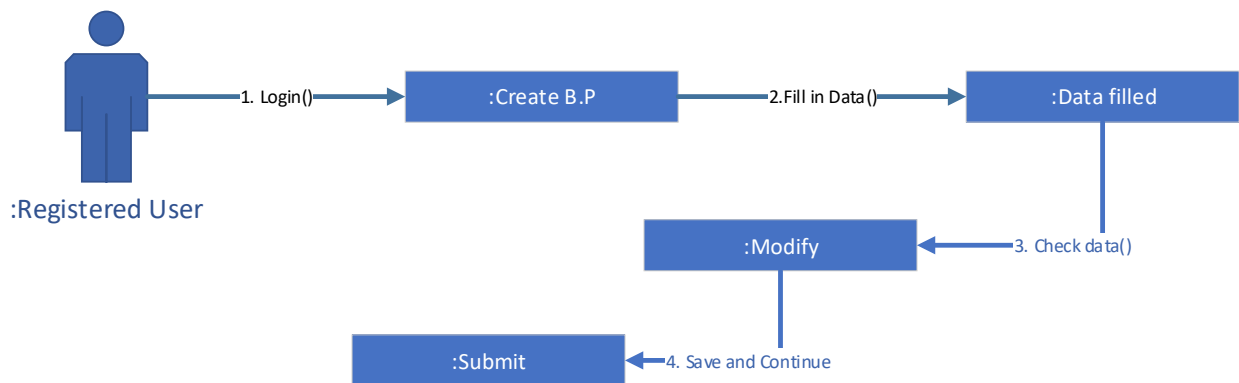 1. Login()
:Create B.P
2.Fill in Data()
:Data filled
:Registered User
:Modify
3. Check data()
:Submit
4. Save and Continue